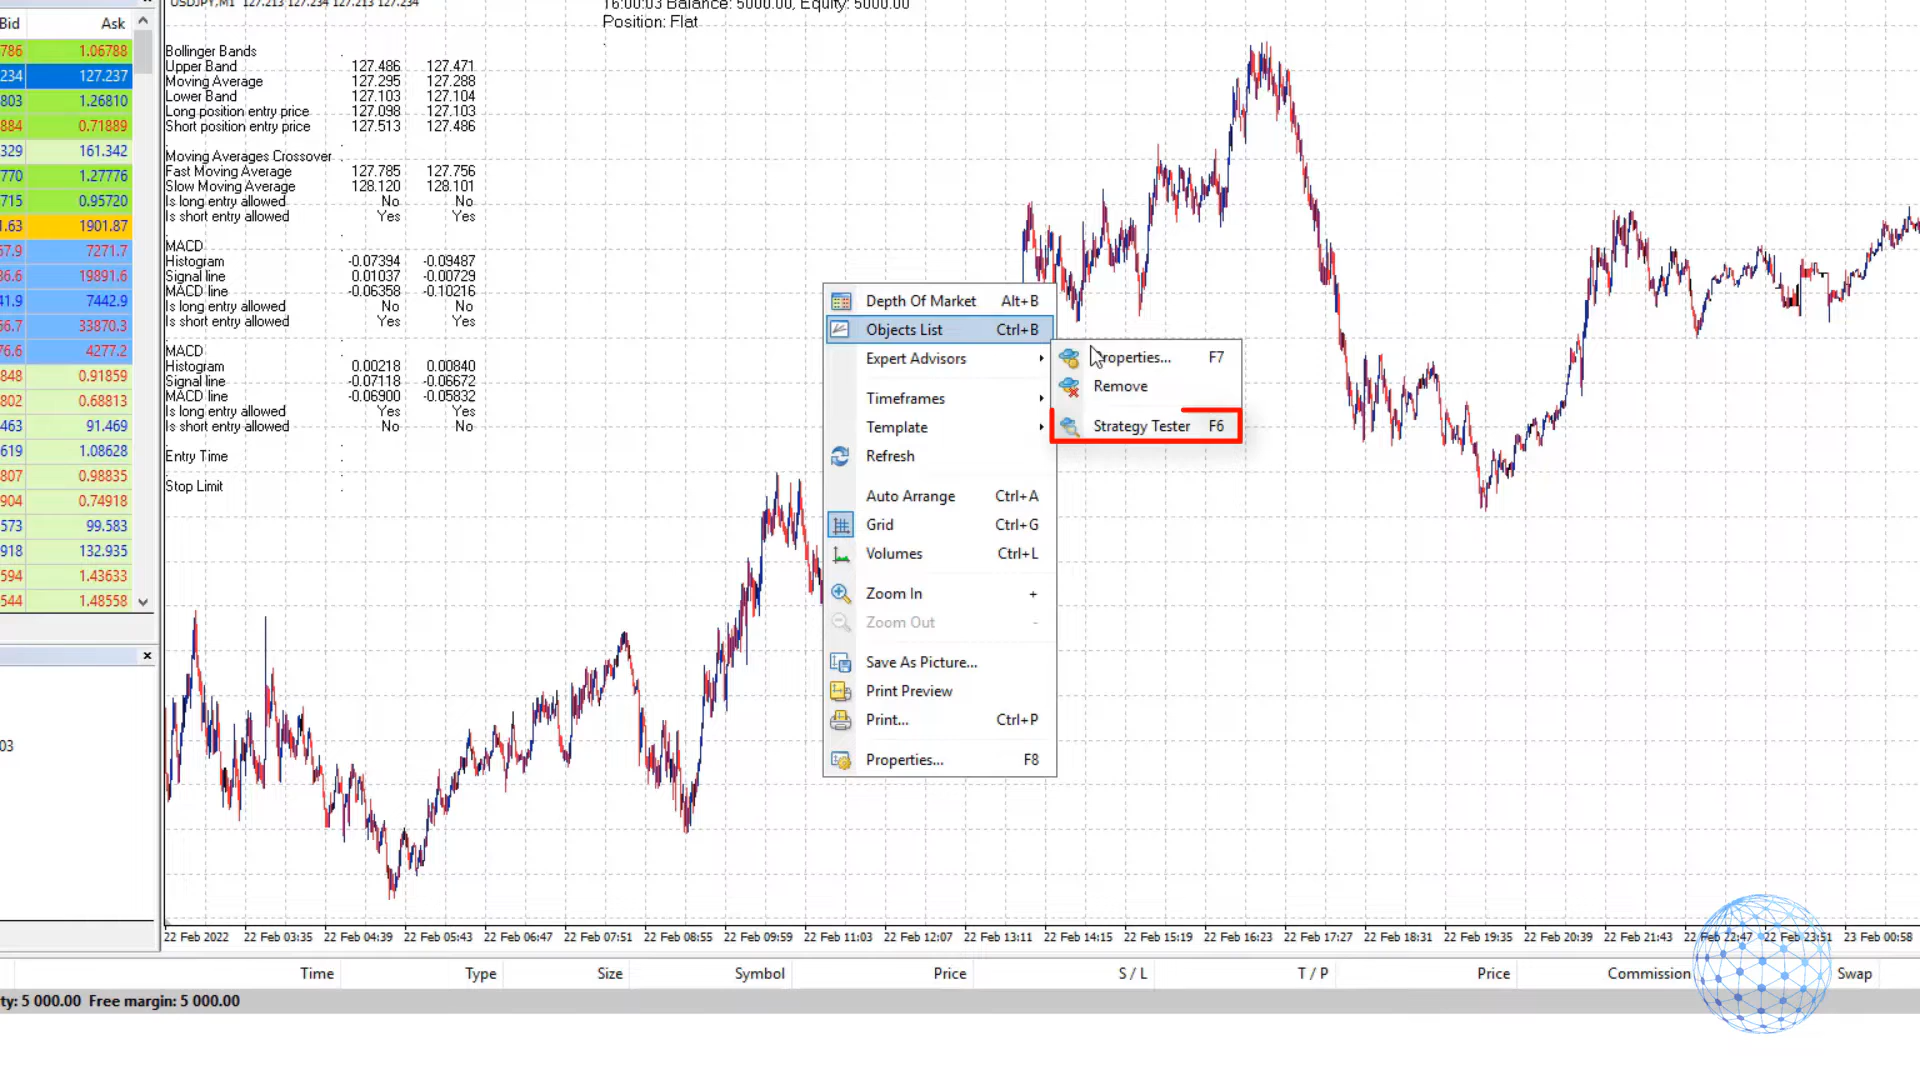 USDJPY,M1 127.213 127.234 127.213 127.234
16:00:03 Balance: 5000.00, Equity: 5000.00
Position: Flat
Bid Ask
786 1.06788
234 127.237
803 1.26810
884 0.71889
329 161.342
770 1.27776
715 0.95720
1.63 1901.87
57.9 7271.7
36.6 19891.6
41.9 7442.9
56.7 33870.3
76.6 4277.2
848 0.91859
802 0.68813
463 91.469
619 1.08628
807 0.98835
904 0.74918
573 99.583
918 132.935
594 1.43633
544 1.48558
03
Bollinger Bands
Upper Band 127.486 127.471
Moving Average 127.295 127.288
Lower Band 127.103 127.104
Long position entry price 127.098 127.103
Short position entry price 127.513 127.486
Moving Averages Crossover
Fast Moving Average 127.785 127.756
Slow Moving Average 128.120 128.101
Is long entry allowed No No
Is short entry allowed Yes Yes
MACD
Histogram -0.07394 -0.09487
Signal line 0.01037 -0.00729
MACD line -0.06358 -0.10216
Is long entry allowed No No
Is short entry allowed Yes Yes
MACD
Histogram 0.00218 0.00840
Signal line -0.07118 -0.06672
MACD line -0.06900 -0.05832
Is long entry allowed Yes Yes
Is short entry allowed No No
Entry Time
Stop Limit
Depth Of Market Alt+B
Objects List Ctrl+B
Expert Advisors
Timeframes
Template
Refresh
Auto Arrange Ctrl+A
Grid Ctrl+G
Volumes Ctrl+L
Zoom In +
Zoom Out -
Save As Picture...
Print Preview
Print... Ctrl+P
Properties... F8
Properties... F7
Remove
Strategy Tester F6
22 Feb 2022 22 Feb 03:35 22 Feb 04:39 22 Feb 05:43 22 Feb 06:47 22 Feb 07:51 22 Feb 08:55 22 Feb 09:59 22 Feb 11:03 22 Feb 12:07 22 Feb 13:11 22 Feb 14:15 22 Feb 15:19 22 Feb 16:23 22 Feb 17:27 22 Feb 18:31 22 Feb 19:35 22 Feb 20:39 22 Feb 21:43 22 Feb 22:47 22 Feb 23:51 23 Feb 00:58
Time Type Size Symbol Price S / L T / P Price Commission Swap
ty: 5 000.00 Free margin: 5 000.00